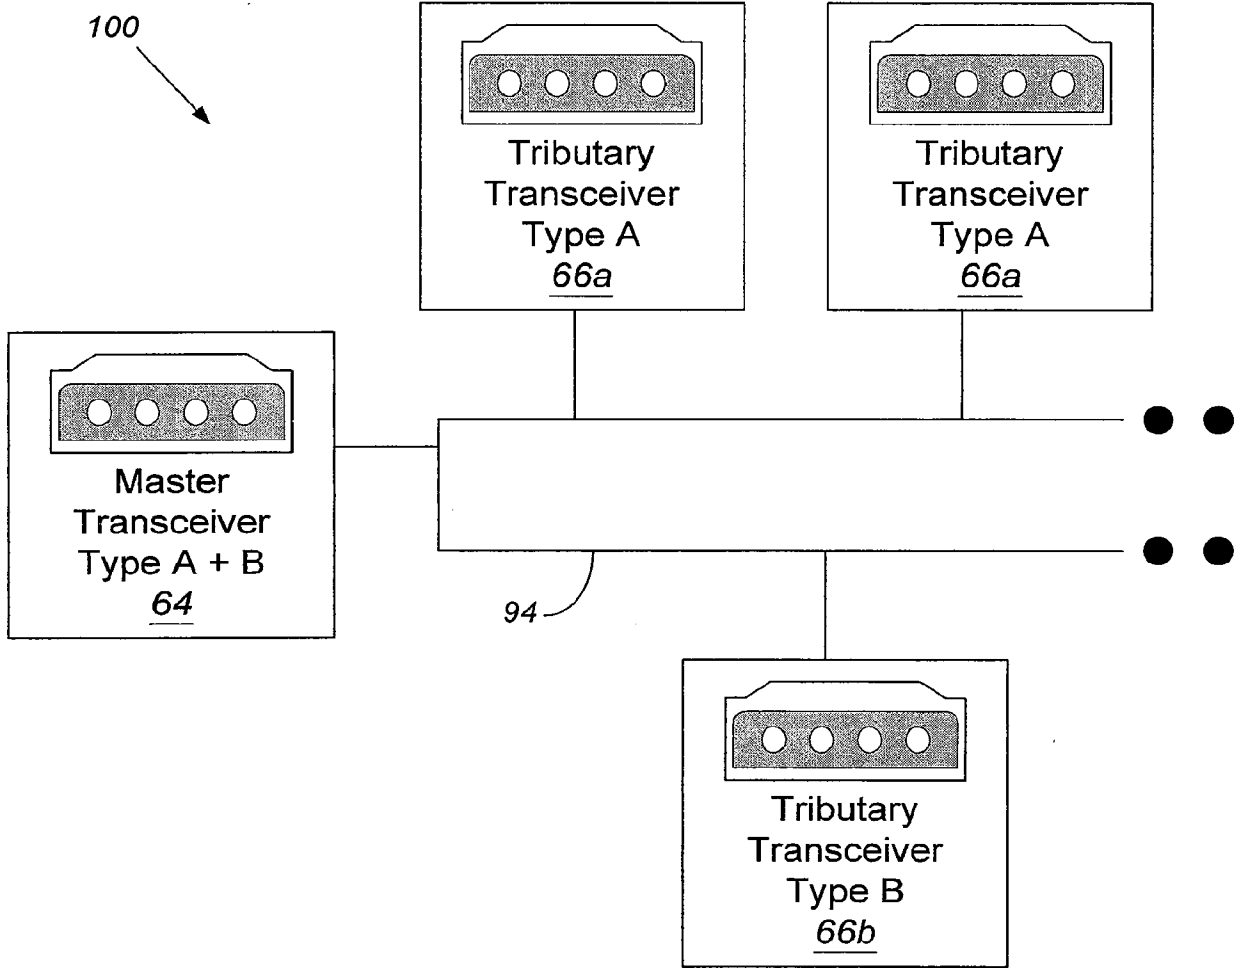 100
Tributary
Transceiver
Type A
66a
Tributary
Transceiver
Type A
66a
Master
Transceiver
Type A + B
64
94
Tributary
Transceiver
Type B
66b